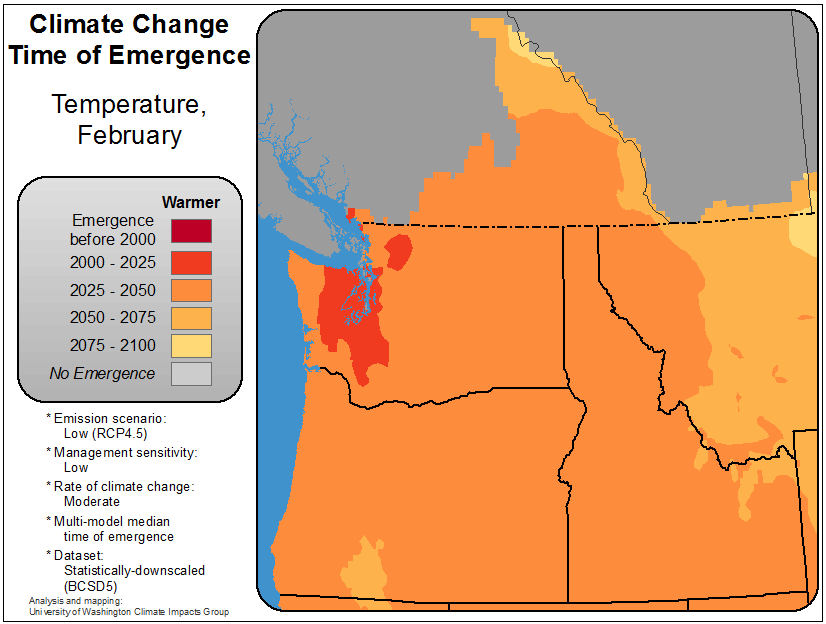 Climate Change
Time of Emergence
Temperature,
February
Warmer
Emergence
before 2000
2000 - 2025
2025 - 2050
2050 - 2075
2075 - 2100
No Emergence
* Emission scenario:
Low (RCP4.5)
* Management sensitivity:
Low
* Rate of climate change:
Moderate
* Multi-model median
time of emergence
* Dataset:
Statistically-downscaled
(BCSD5)
Analysis and mapping:
University of Washington Climate Impacts Group